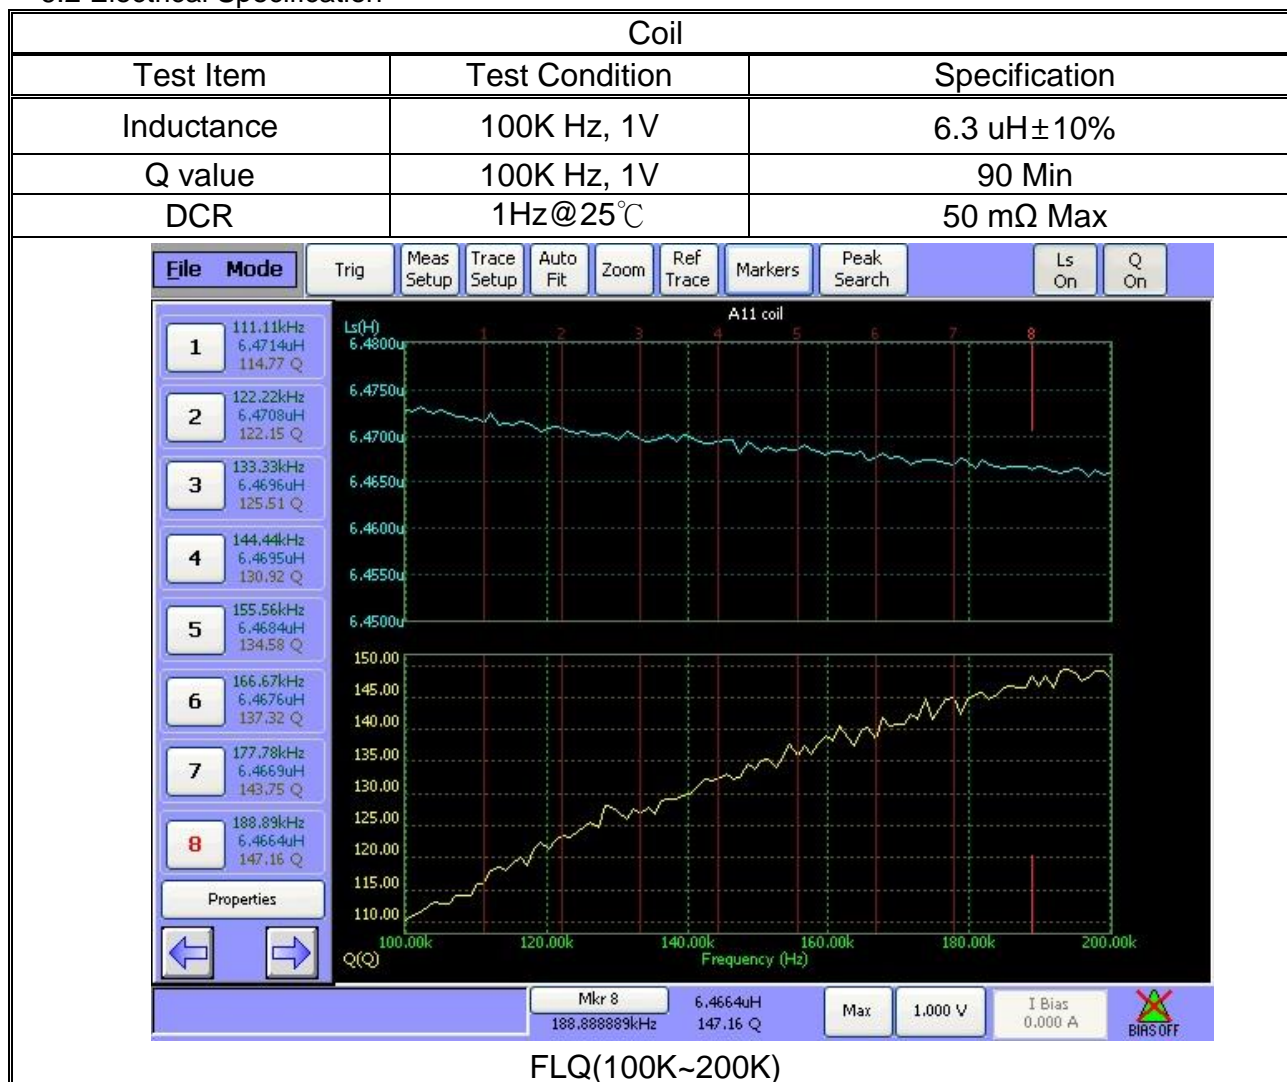 Coil
Test Item Test Condition Specification
Inductance 100K Hz, 1V 6.3 uH±10%
Q value 100K Hz, 1V 90 Min
DCR 1Hz@25℃ 50 mΩ Max
File Mode Trig Meas Setup Trace Setup Auto Fit Zoom Ref Trace Markers Peak Search Ls On Q On
A11 coil
1 2 3 4 5 6 7 8
1
111.11kHz
6.4714uH
114.77 Q
2
122.22kHz
6.4708uH
122.15 Q
3
133.33kHz
6.4696uH
125.51 Q
4
144.44kHz
6.4695uH
130.92 Q
5
155.56kHz
6.4684uH
134.58 Q
6
166.67kHz
6.4676uH
137.32 Q
7
177.78kHz
6.4669uH
143.75 Q
8
188.89kHz
6.4664uH
147.16 Q
Properties
Ls(H)
6.4800u
6.4750u
6.4700u
6.4650u
6.4600u
6.4550u
6.4500u
150.00
145.00
140.00
135.00
130.00
125.00
120.00
115.00
110.00
Q(Q)
100.00k 120.00k 140.00k 160.00k 180.00k 200.00k
Frequency (Hz)
Mkr 8
188.888889kHz
6.4664uH
147.16 Q
Max
1.000 V
I Bias
0.000 A
BIAS OFF
FLQ(100K~200K)